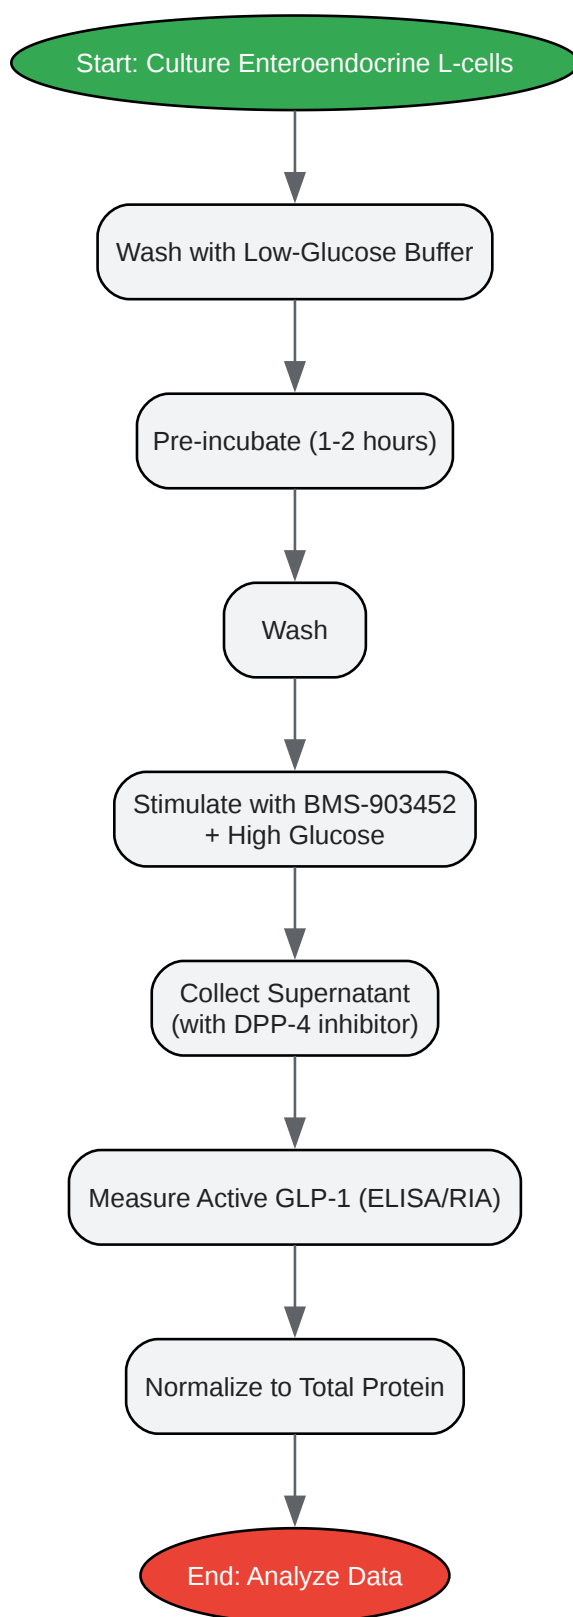 Start: Culture Enteroendocrine L-cells
Wash with Low-Glucose Buffer
Pre-incubate (1-2 hours)
Wash
Stimulate with BMS-903452
+ High Glucose
Collect Supernatant
(with DPP-4 inhibitor)
Measure Active GLP-1 (ELISA/RIA)
Normalize to Total Protein
End: Analyze Data